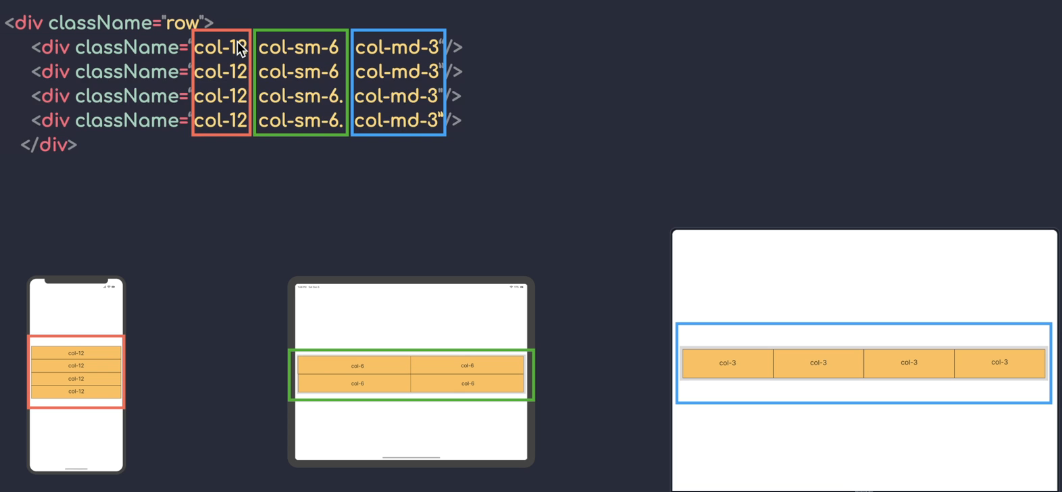 <div className="row">
<div className="col-12 col-sm-6 col-md-3"/>
<div className="col-12 col-sm-6 col-md-3"/>
<div className="col-12 col-sm-6. col-md-3"/>
<div className="col-12 col-sm-6. col-md-3"/>
</div>
col-12
col-12
col-12
col-12
col-6 col-6
col-6 col-6
col-3 col-3 col-3 col-3